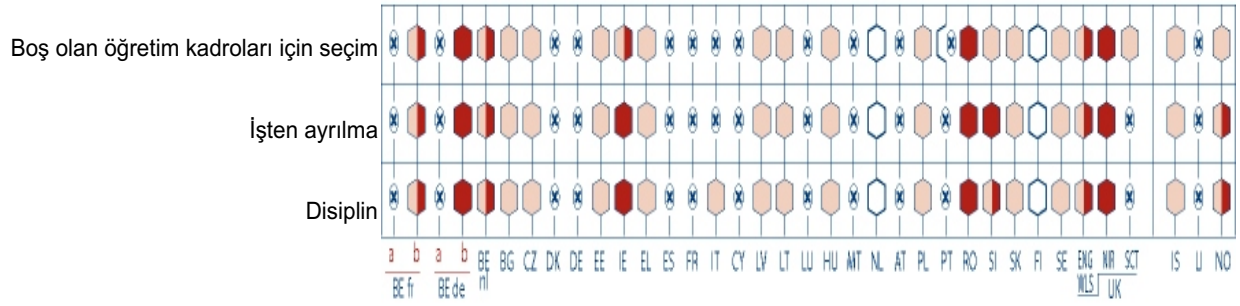 Boş olan öğretim kadroları için seçim
İşten ayrılma
Disiplin
a b a b BE BG CZ DK DE EE IE EL ES FR IT CY LV LT LU HU MT NL AT PL PT RO SI SK FI SE ENG NIR SCT IS LI NO
BE fr BE de nl WLS UK